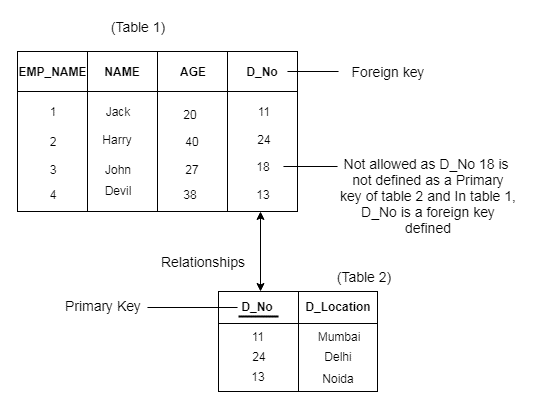 (Table 1)
EMP_NAME NAME AGE D_No Foreign key
1 Jack 20 11
2 Harry 40 24
3 John 27 18
4 Devil 38 13
Not allowed as D_No 18 is
not defined as a Primary
key of table 2 and In table 1,
D_No is a foreign key
defined
Relationships
(Table 2)
Primary Key D_No D_Location
11 Mumbai
24 Delhi
13 Noida